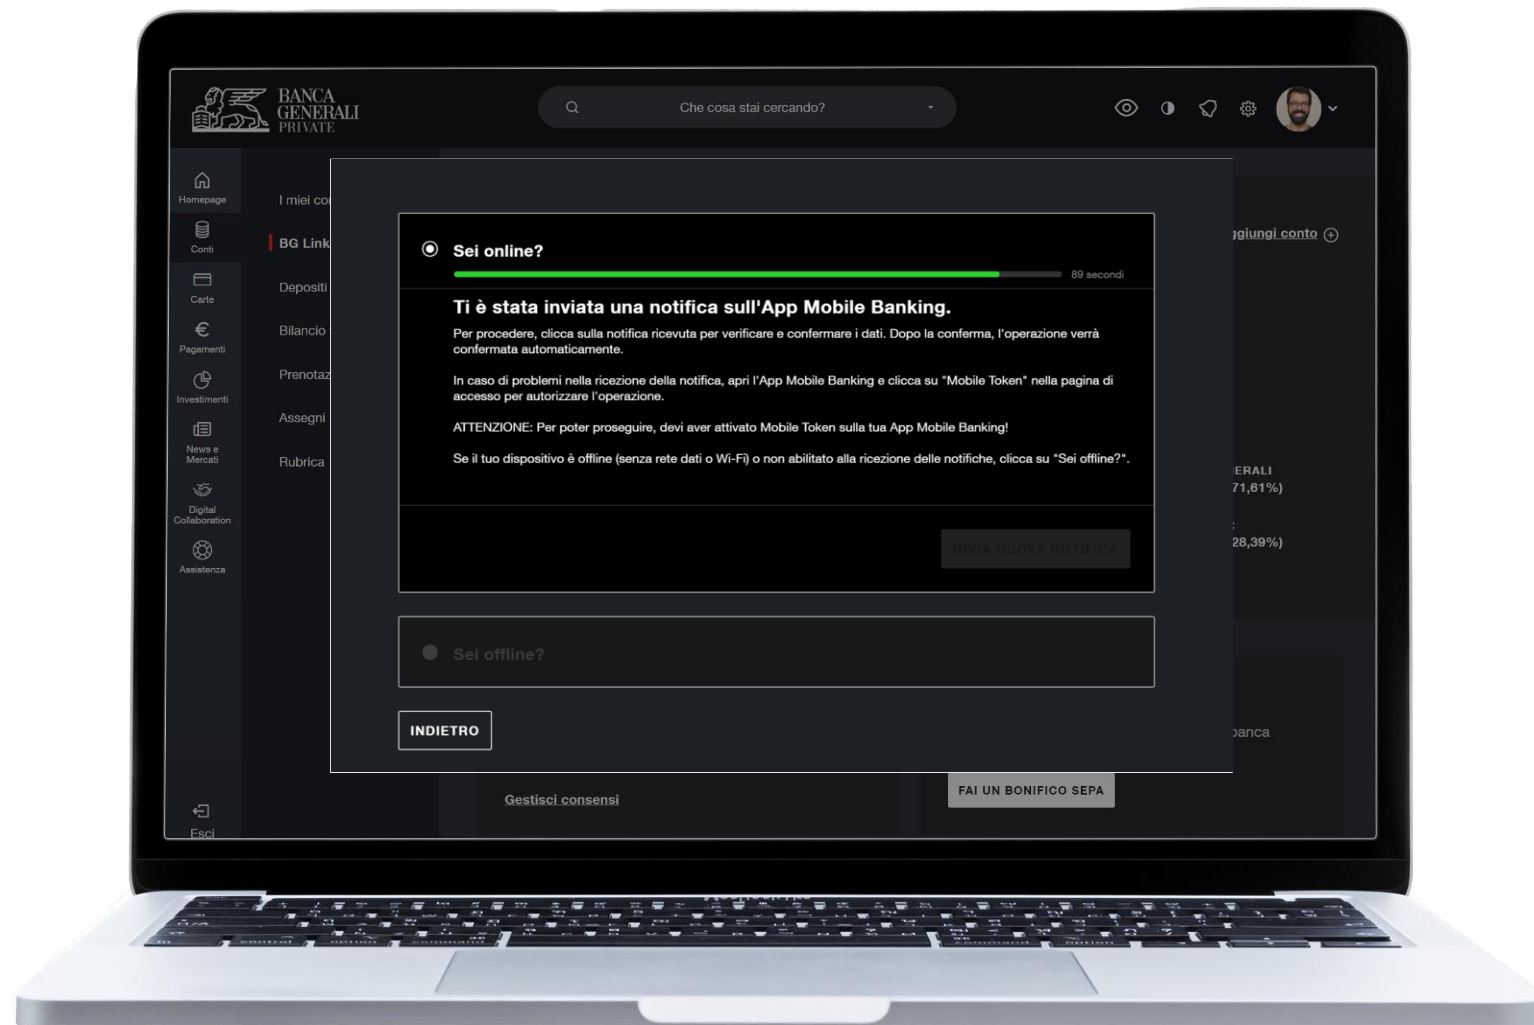 BANCA
GENERALI
PRIVATE
Che cosa stai cercando?
Homepage
Conti
Carte
Pagamenti
Investimenti
News e
Mercati
Digital
Collaboration
Assistenza
Esci
I miei
BG Link
Depositi
Bilancio
Assegni
Rubrica
conto
Sei online?
89 secondi
Ti è stata inviata una notifica sull'App Mobile Banking.
Per procedere, clicca sulla notifica ricevuta per verificare e confermare i dati. Dopo la conferma, l'operazione verrà
confermata automaticamente.
In caso di problemi nella ricezione della notifica, apri l'App Mobile Banking e clicca su "Mobile Token" nella pagina di
accesso per autorizzare l'operazione.
ATTENZIONE: Per poter proseguire, devi aver attivato Mobile Token sulla tua App Mobile Banking!
Se il tuo dispositivo è offline (senza rete dati o Wi-Fi) o non abilitato alla ricezione delle notifiche, clicca su "Sei offline?".
INVIA NUOVA NOTIFICA
Sei offline?
INDIETRO
71,61%)
28,39%)
banca
Gestisci consensi
FAI UN BONIFICO SEPA
control option command
command option